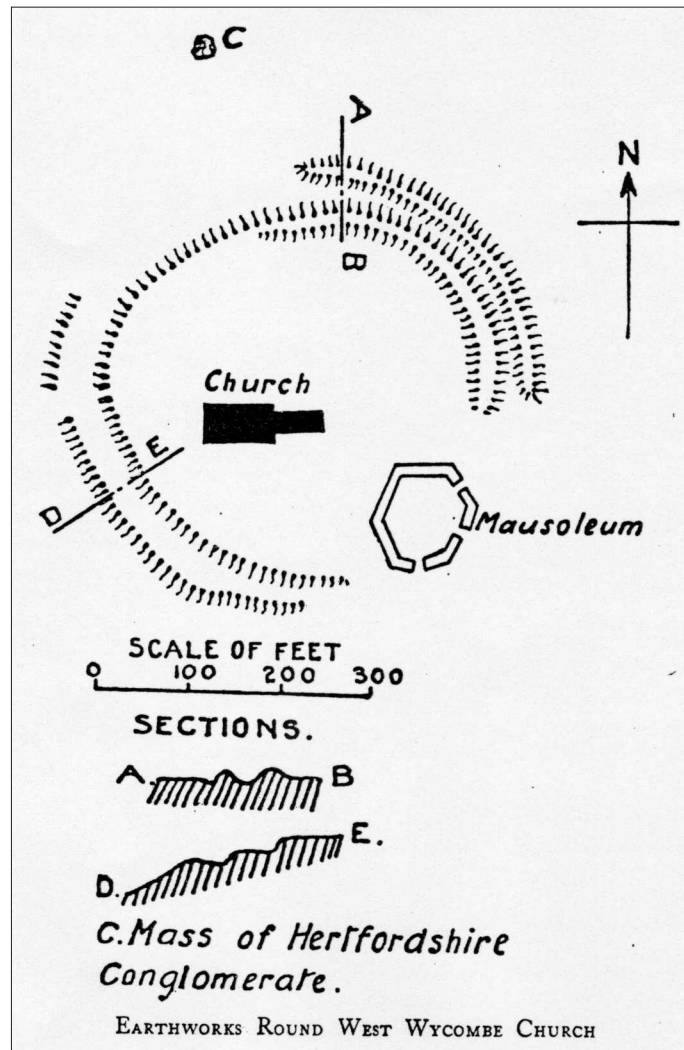 C
A
N
B
Church
E
D
Mausoleum
SCALE OF FEET
0 100 200 300
SECTIONS.
A. B
D. E.
C. Mass of Hertfordshire
Conglomerate.
EARTHWORKS ROUND WEST WYCOMBE CHURCH